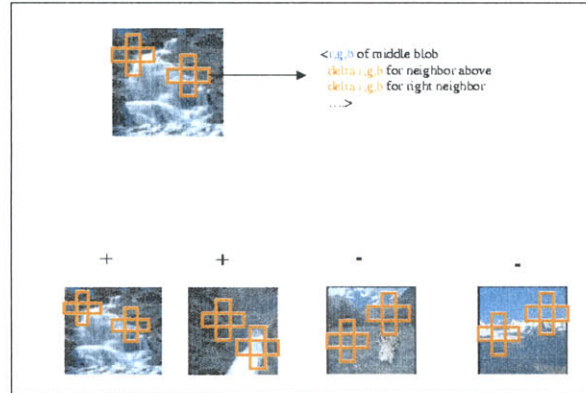 <r,g,b of middle blob
delta r,g,b for neighbor above
delta r,g,b for right neighbor
....>
+ + - -